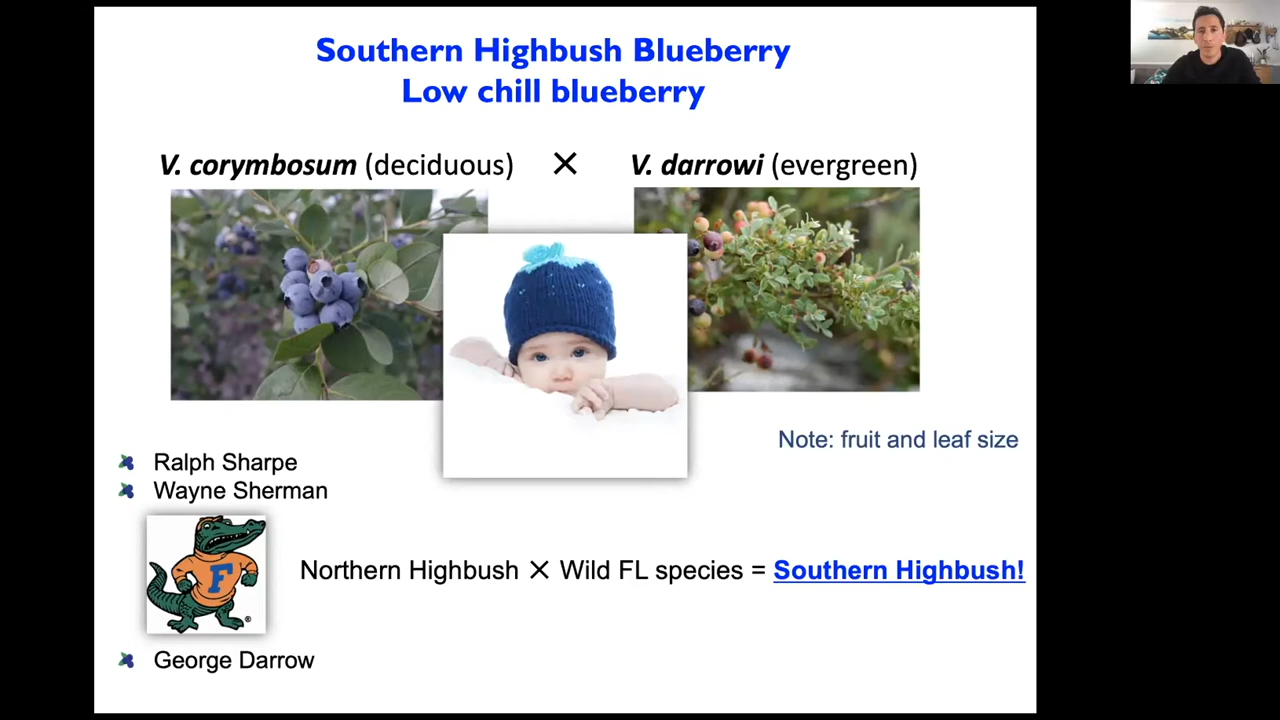 Southern Highbush Blueberry
Low chill blueberry
V. corymbosum (deciduous) × V. darrowi (evergreen)
Note: fruit and leaf size
Ralph Sharpe
Wayne Sherman
F
®
Northern Highbush × Wild FL species = Southern Highbush!
George Darrow